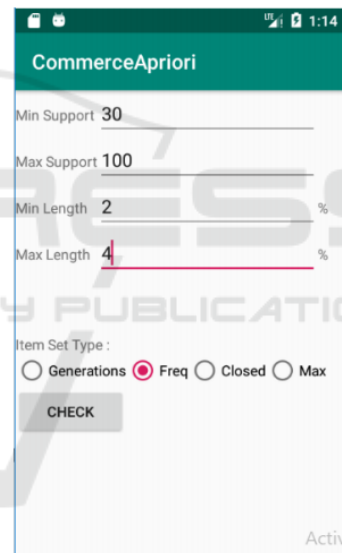 LTE 1:14
CommerceApriori
Min Support 30
Max Support 100
Min Length 2 %
Max Length 4 %
Item Set Type :
Generations Freq Closed Max
CHECK